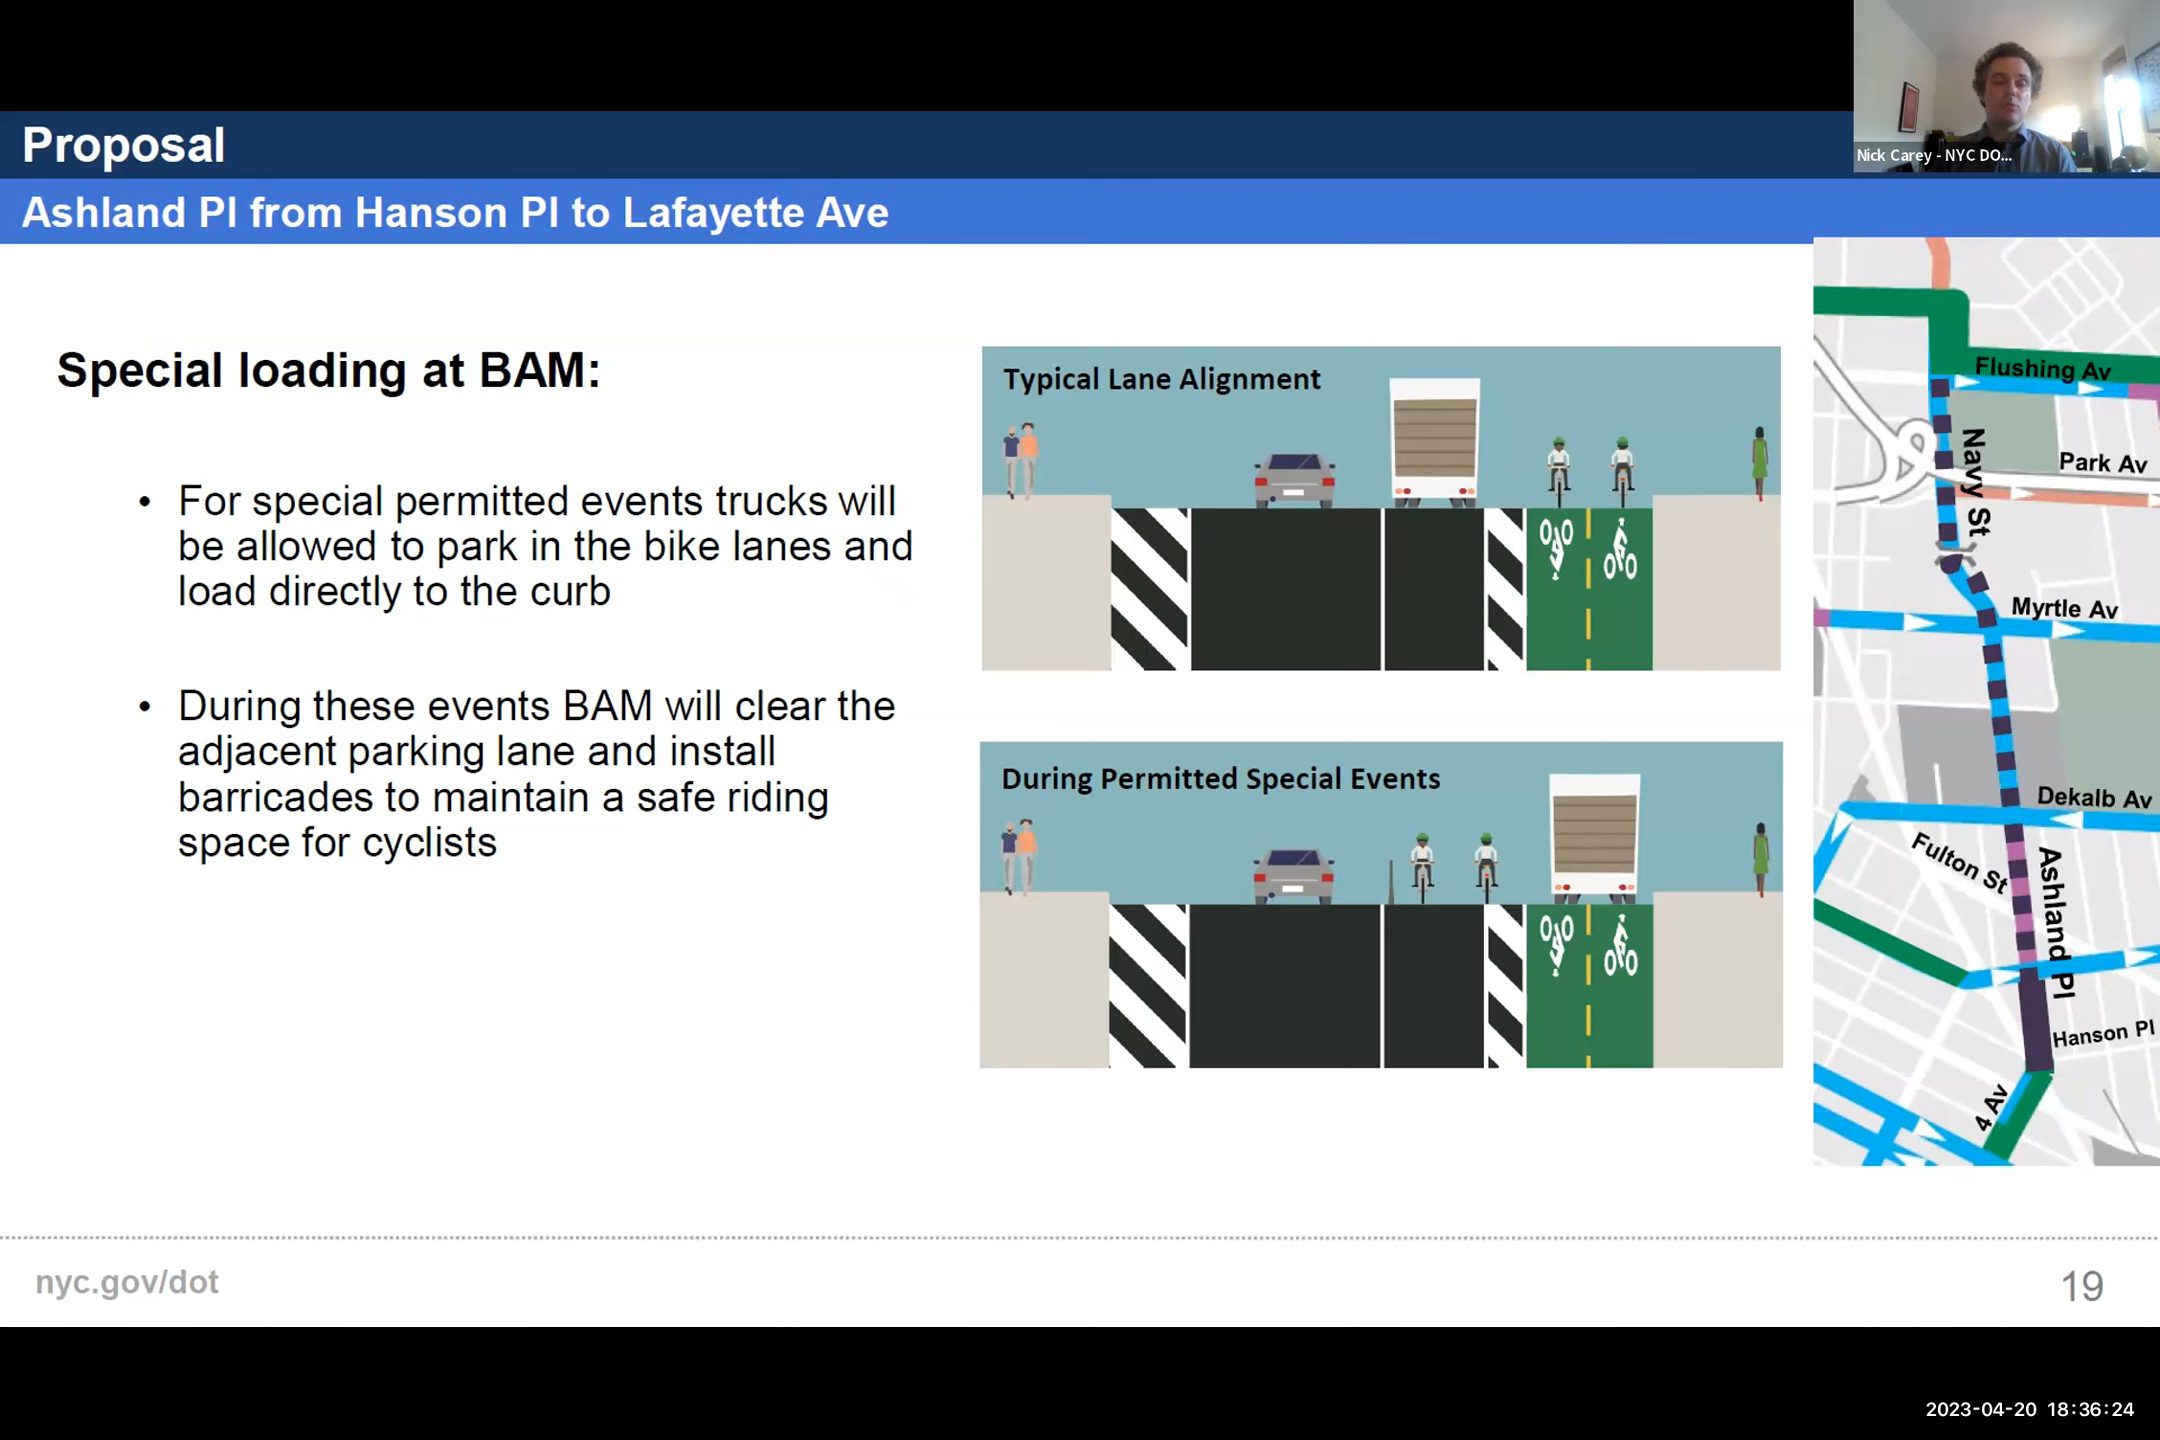 Nick Carey - NYC DO...
Proposal
Ashland Pl from Hanson Pl to Lafayette Ave
Special loading at BAM:
• For special permitted events trucks will
be allowed to park in the bike lanes and
load directly to the curb
• During these events BAM will clear the
adjacent parking lane and install
barricades to maintain a safe riding
space for cyclists
Typical Lane Alignment
During Permitted Special Events
Flushing Av
Navy St
Park Av
Myrtle Av
Dekalb Av
Fulton St
Ashland Pl
Hanson Pl
4 Av
nyc.gov/dot
19
2023-04-20 18:36:24